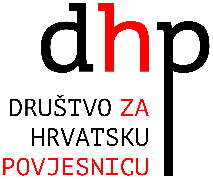 dhp
DRUŠTVO ZA
HRVATSKU
POVJESNICU